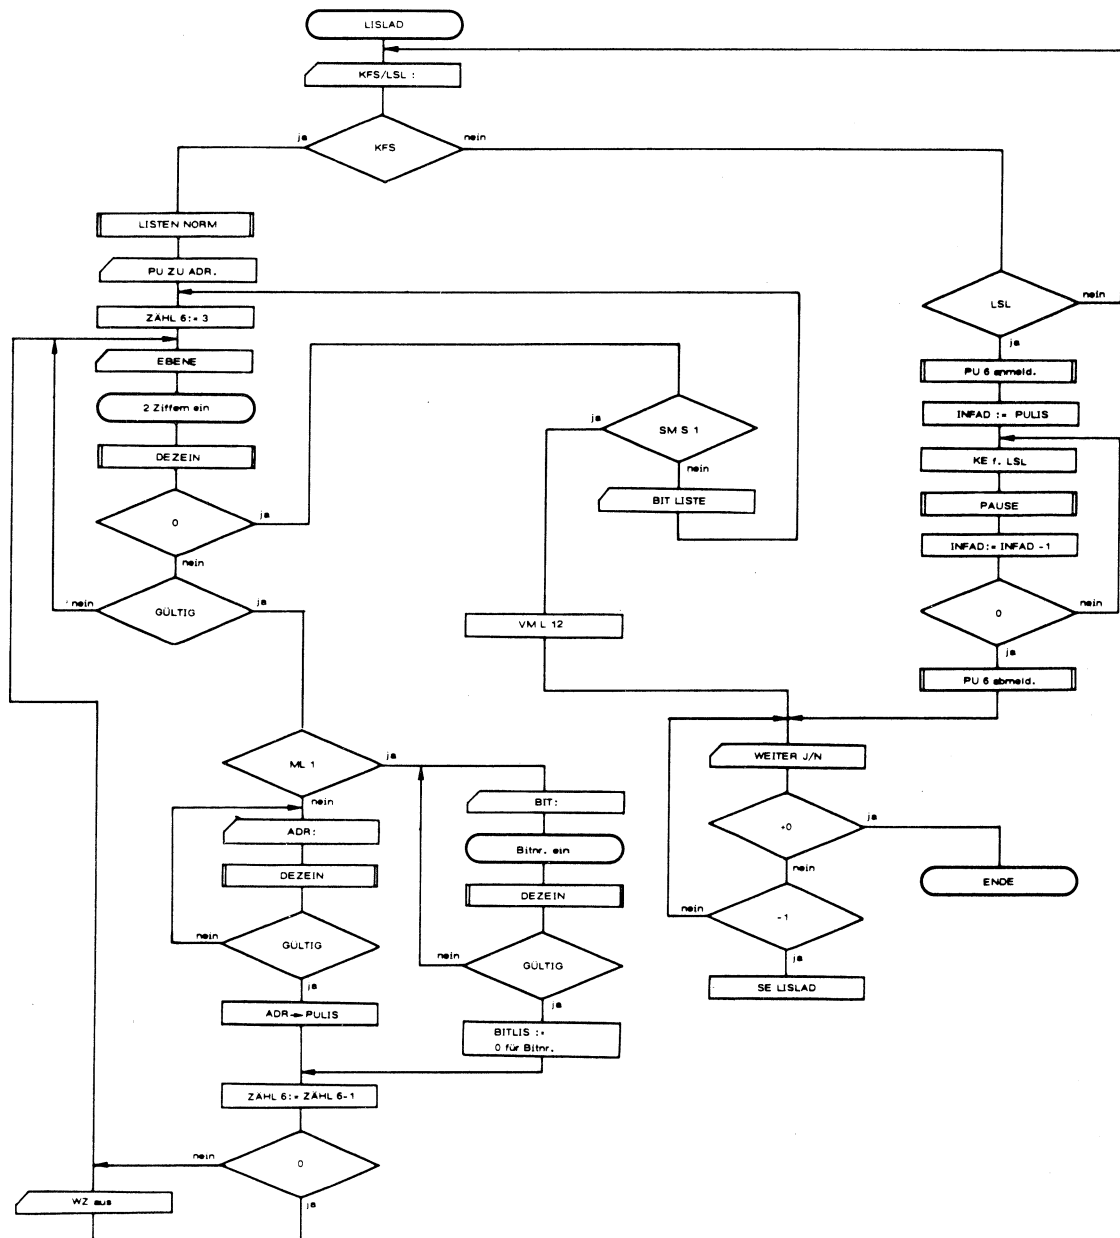 LISLAD
KFS/LSL :
ja
KFS
nein
LISTEN NORM
PU ZU ADR.
ZÄHL 6:= 3
EBENE
2 Ziffern ein
DEZEIN
0
ja
nein
nein
GÜLTIG
ja
ja
SM S 1
nein
BIT LISTE
VM L 12
LSL
nein
ja
PU 6 anmeld.
INFAD := PULIS
KE f. LSL
PAUSE
INFAD:= INFAD -1
0
nein
ja
PU 6 abmeld.
ML 1
ja
nein
ADR:
DEZEIN
nein
GÜLTIG
ja
ADR→PULIS
BIT:
Bitnr. ein
DEZEIN
nein
GÜLTIG
ja
BITLIS :=
0 für Bitnr.
WEITER J/N
+0
ja
nein
ENDE
nein
-1
ja
SE LISLAD
ZÄHL 6:= ZÄHL 6-1
nein
0
ja
WZ aus